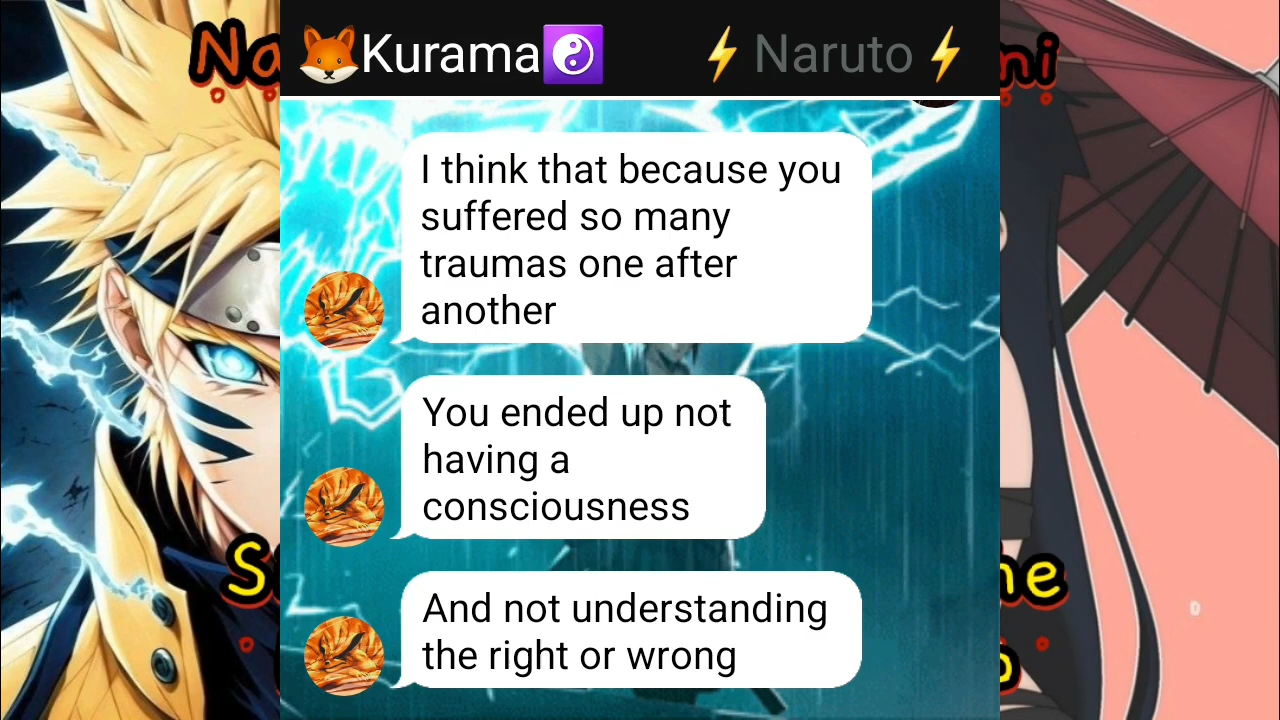 🦊Kurama☯️ ⚡ Naruto ⚡
I think that because you
suffered so many
traumas one after
another
You ended up not
having a
consciousness
And not understanding
the right or wrong